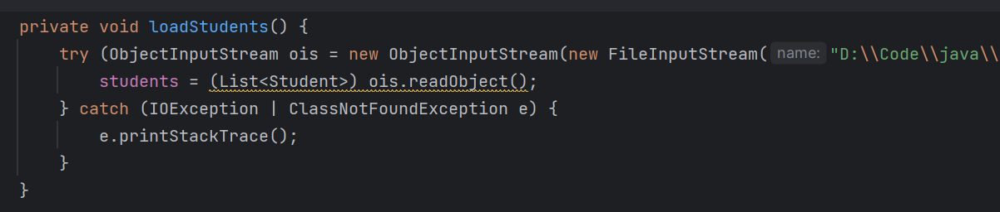 private void loadStudents() {
try (ObjectInputStream ois = new ObjectInputStream(new FileInputStream( name: "D:\\Code\\java\\
students = (List<Student>) ois.readObject();
} catch (IOException | ClassNotFoundException e) {
e.printStackTrace();
}
}